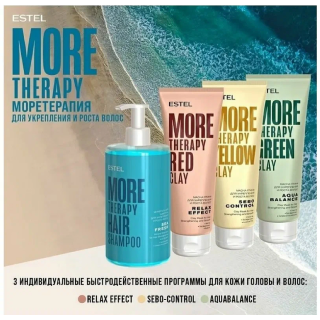 ESTEL
MORE
THERAPY
МОРЕТЕРАПИЯ
ДЛЯ УКРЕПЛЕНИЯ И РОСТА ВОЛОС
ESTEL
MORE
THERAPY
HAIR
SHAMPOO
ESTEL
MORE
THERAPY
RED
CLAY
RELAX
EFFECT
ESTEL
MORE
THERAPY
YELLOW
CLAY
SEBO
CONTROL
ESTEL
MORE
THERAPY
GREEN
CLAY
AQUA
BALANCE
3 ИНДИВИДУАЛЬНЫЕ БЫСТРОДЕЙСТВЕННЫЕ ПРОГРАММЫ ДЛЯ КОЖИ ГОЛОВЫ И ВОЛОС:
RELAX EFFECT - SEBO-CONTROL - AQUABALANCE